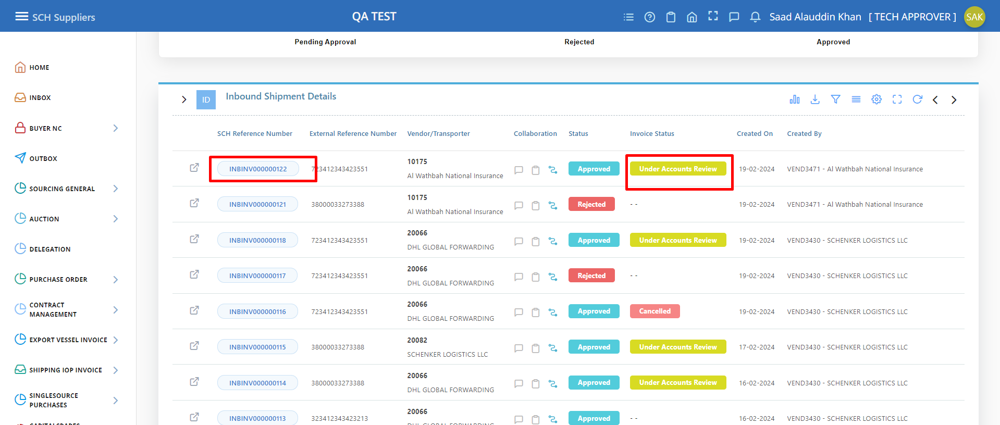 SCH Suppliers
QA TEST
Saad Alauddin Khan [ TECH APPROVER ]
SAK
Pending Approval
Rejected
Approved
HOME
INBOX
BUYER NC
OUTBOX
SOURCING GENERAL
AUCTION
DELEGATION
PURCHASE ORDER
CONTRACT
MANAGEMENT
EXPORT VESSEL INVOICE
SHIPPING IOP INVOICE
SINGLESOURCE
PURCHASES
ID
Inbound Shipment Details
SCH Reference Number External Reference Number Vendor/Transporter Collaboration Status Invoice Status Created On Created By
INBINV000000122 723412343423551 10175 Approved Under Accounts Review 19-02-2024 VEND3471 - Al Wathbah National Insurance
Al Wathbah National Insurance
INBINV000000121 38000033273388 10175 Rejected - - 19-02-2024 VEND3471 - Al Wathbah National Insurance
Al Wathbah National Insurance
INBINV000000118 723412343423551 20066 Approved Under Accounts Review 19-02-2024 VEND3430 - SCHENKER LOGISTICS LLC
DHL GLOBAL FORWARDING
INBINV000000117 723412343423551 20066 Rejected - - 19-02-2024 VEND3430 - SCHENKER LOGISTICS LLC
DHL GLOBAL FORWARDING
INBINV000000116 723412343423551 20066 Approved Cancelled 19-02-2024 VEND3430 - SCHENKER LOGISTICS LLC
DHL GLOBAL FORWARDING
INBINV000000115 38000033273388 20082 Approved Under Accounts Review 17-02-2024 VEND3430 - SCHENKER LOGISTICS LLC
SCHENKER LOGISTICS LLC
INBINV000000114 38000033273388 20066 Approved Under Accounts Review 16-02-2024 VEND3430 - SCHENKER LOGISTICS LLC
DHL GLOBAL FORWARDING
INBINV000000113 323412343423213 20066 Approved - - 16-02-2024 VEND3430 - SCHENKER LOGISTICS LLC